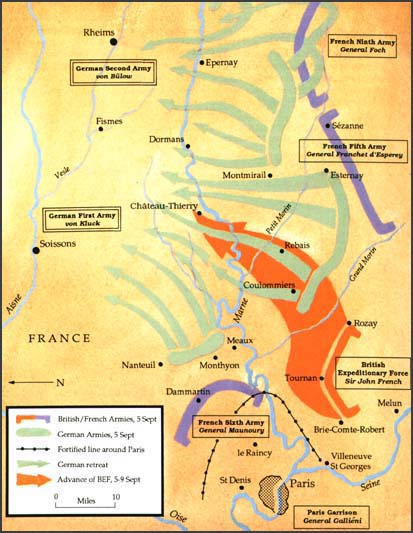 Rheims
German Second Army
von Bülow
Epernay
French Ninth Army
General Foch
Fismes
Sézanne
Dormans
French Fifth Army
General Franchet d'Esperey
Vesle
Montmirail
Esternay
German First Army
von Kluck
Château-Thierry
Petit Morin
Soissons
Rebais
Grand Morin
Aisne
Coulommiers
Marne
FRANCE
Rozay
Meaux
Monthyon
Nanteuil
British
Expeditionary Force
Sir John French
N
Dammartin
Tournan
Melun
British/French Armies, 5 Sept
German Armies, 5 Sept
Fortified line around Paris
German retreat
Advance of BEF, 5-9 Sept
0 10
Miles
French Sixth Army
General Maunoury
Brie-Comte-Robert
le Raincy
Villeneuve
St Georges
St Denis
Paris
Seine
Oise
Paris Garrison
General Galliéni